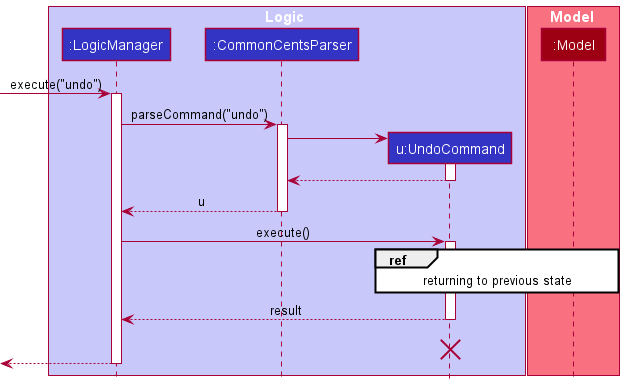 Logic
Model
:LogicManager
:CommonCentsParser
:Model
execute("undo")
parseCommand("undo")
u:UndoCommand
u
execute()
ref
returning to previous state
result